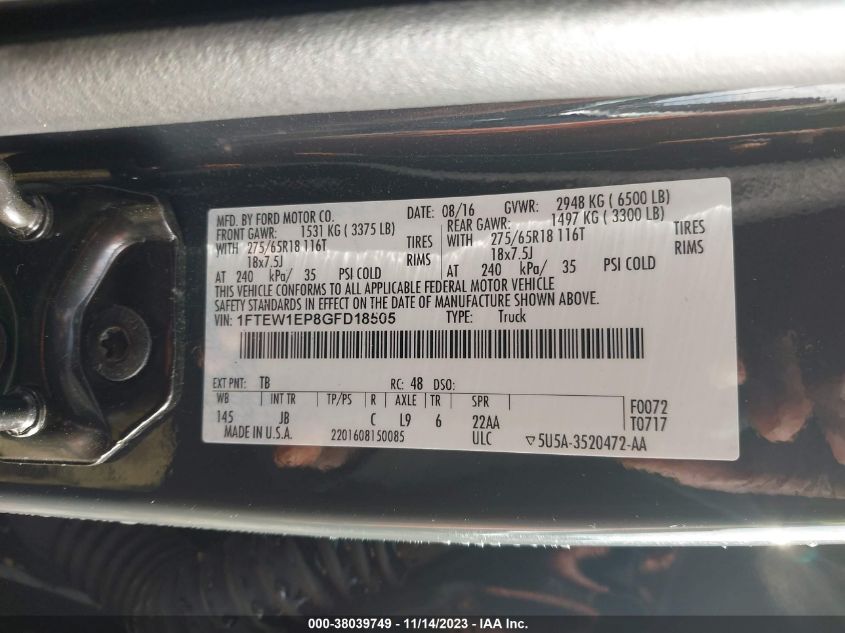 MFD. BY FORD MOTOR CO.
DATE: 08/16 GVWR: 2948 KG ( 6500 LB)
FRONT GAWR: 1531 KG ( 3375 LB) REAR GAWR: 1497 KG ( 3300 LB)
WITH 275/65R18 116T TIRES WITH 275/65R18 116T TIRES
18x7.5J RIMS 18x7.5J RIMS
AT 240 kPa/ 35 PSI COLD AT 240 kPa/ 35 PSI COLD
THIS VEHICLE CONFORMS TO ALL APPLICABLE FEDERAL MOTOR VEHICLE
SAFETY STANDARDS IN EFFECT ON THE DATE OF MANUFACTURE SHOWN ABOVE.
VIN: 1FTEW1EP8GFD18505 TYPE: Truck
EXT PNT: TB RC: 48 DSO:
WB INT TR TP/PS R AXLE TR SPR F0072
145 JB C L9 6 22AA T0717
MADE IN U.S.A. 2201608150085 ULC ▽5U5A-3520472-AA
000-38039749 - 11/14/2023 - IAA Inc.